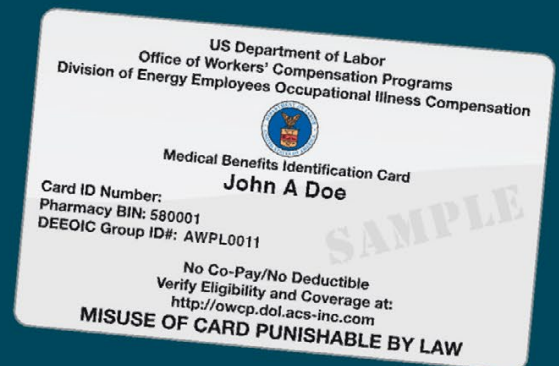 US Department of Labor
Office of Workers' Compensation Programs
Division of Energy Employees Occupational Illness Compensation
Medical Benefits Identification Card
John A Doe
Card ID Number:
Pharmacy BIN: 580001
DEEOIC Group ID#: AWPL0011
SAMPLE
No Co-Pay/No Deductible
Verify Eligibility and Coverage at:
http://owcp.dol.acs-inc.com
MISUSE OF CARD PUNISHABLE BY LAW